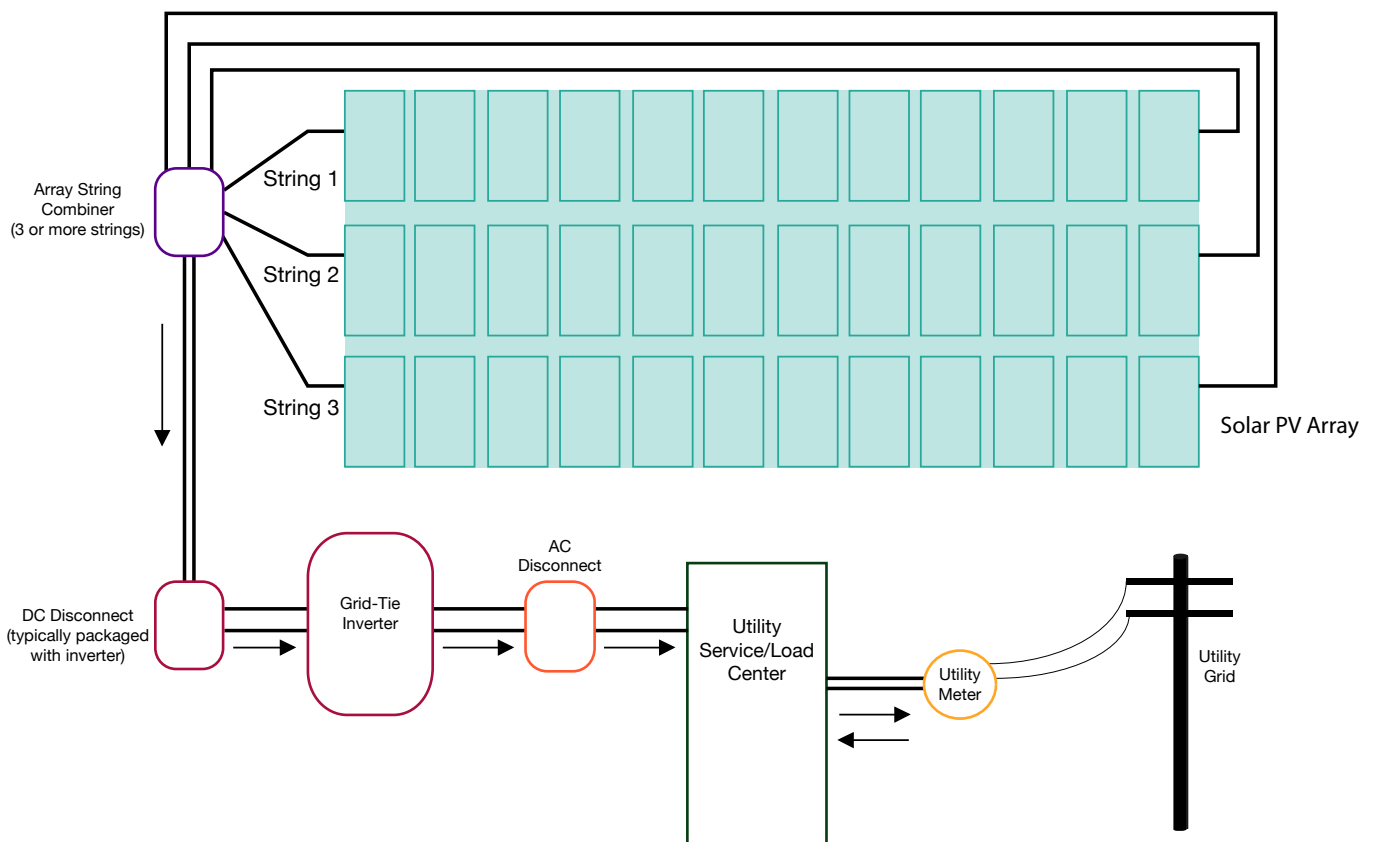 String 1
Array String
Combiner
(3 or more strings)
String 2
String 3
Solar PV Array
AC
Disconnect
DC Disconnect
(typically packaged
with inverter)
Grid-Tie
Inverter
Utility
Service/Load
Center
Utility
Meter
Utility
Grid